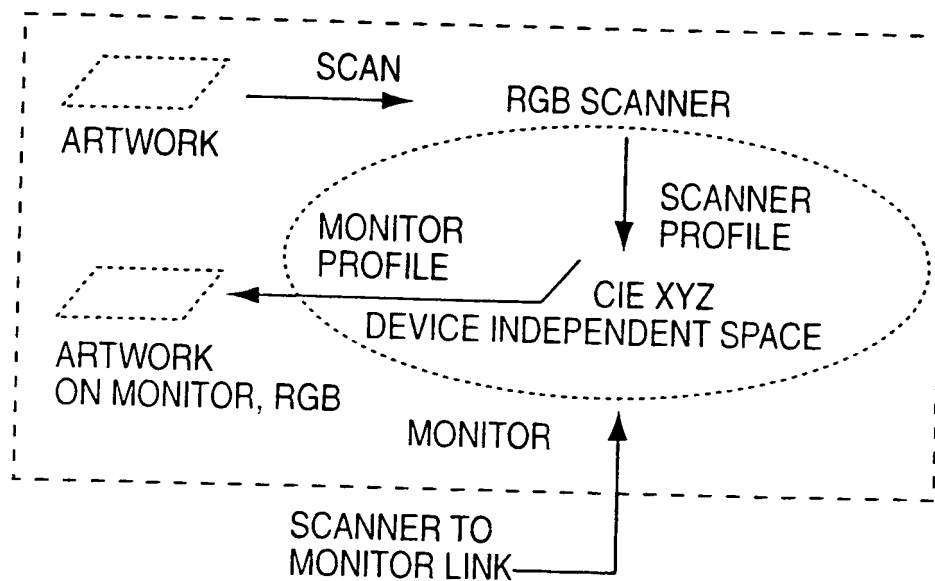 SCAN
ARTWORK
RGB SCANNER
SCANNER
PROFILE
MONITOR
PROFILE
CIE XYZ
DEVICE INDEPENDENT SPACE
ARTWORK
ON MONITOR, RGB
MONITOR
SCANNER TO
MONITOR LINK